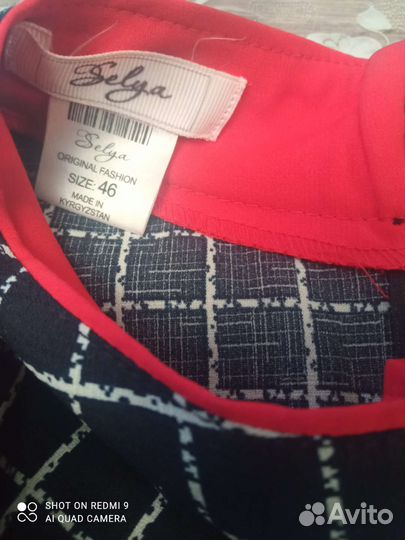 Selya
Selya
ORIGINAL FASHION
SIZE: 46
MADE IN
KYRGYZSTAN
SHOT ON REDMI 9
AI QUAD CAMERA
Avito